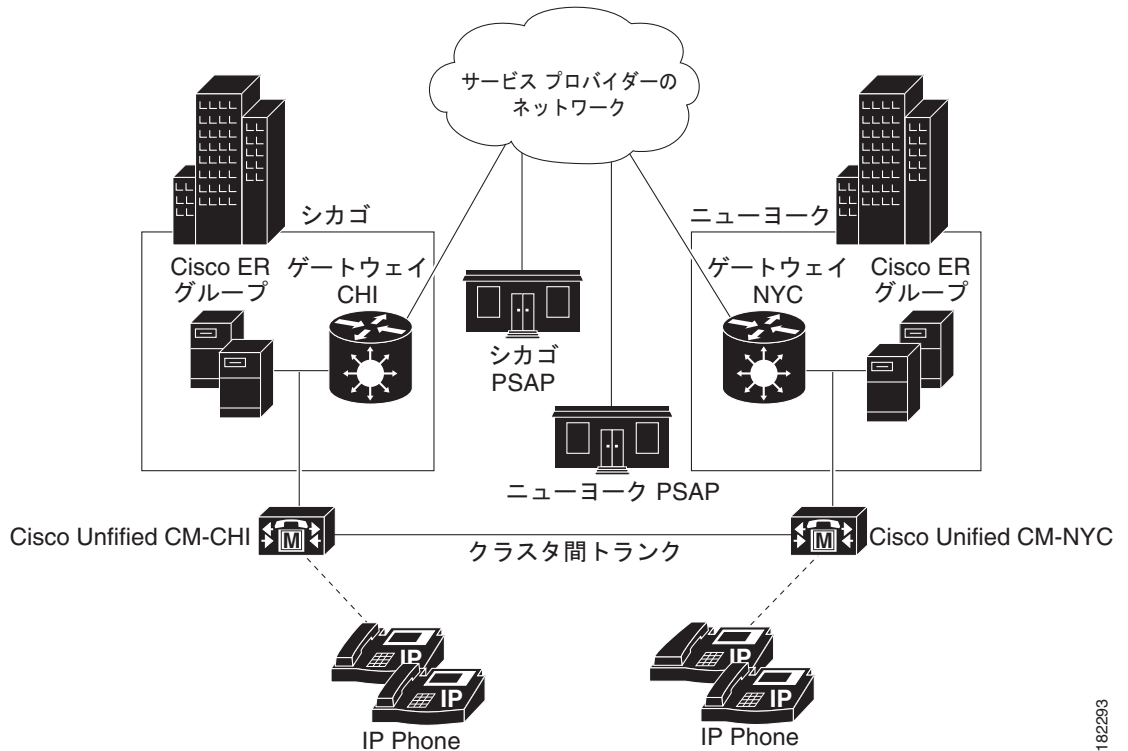 サービス プロバイダーの
ネットワーク
シカゴ
ニューヨーク
Cisco ER
グループ
ゲートウェイ
CHI
ゲートウェイ
NYC
Cisco ER
グループ
シカゴ
PSAP
ニューヨーク PSAP
Cisco Unfified CM-CHI
M
クラスタ間トランク
M
Cisco Unified CM-NYC
IP
IP
IP Phone
IP
IP
IP Phone
182293